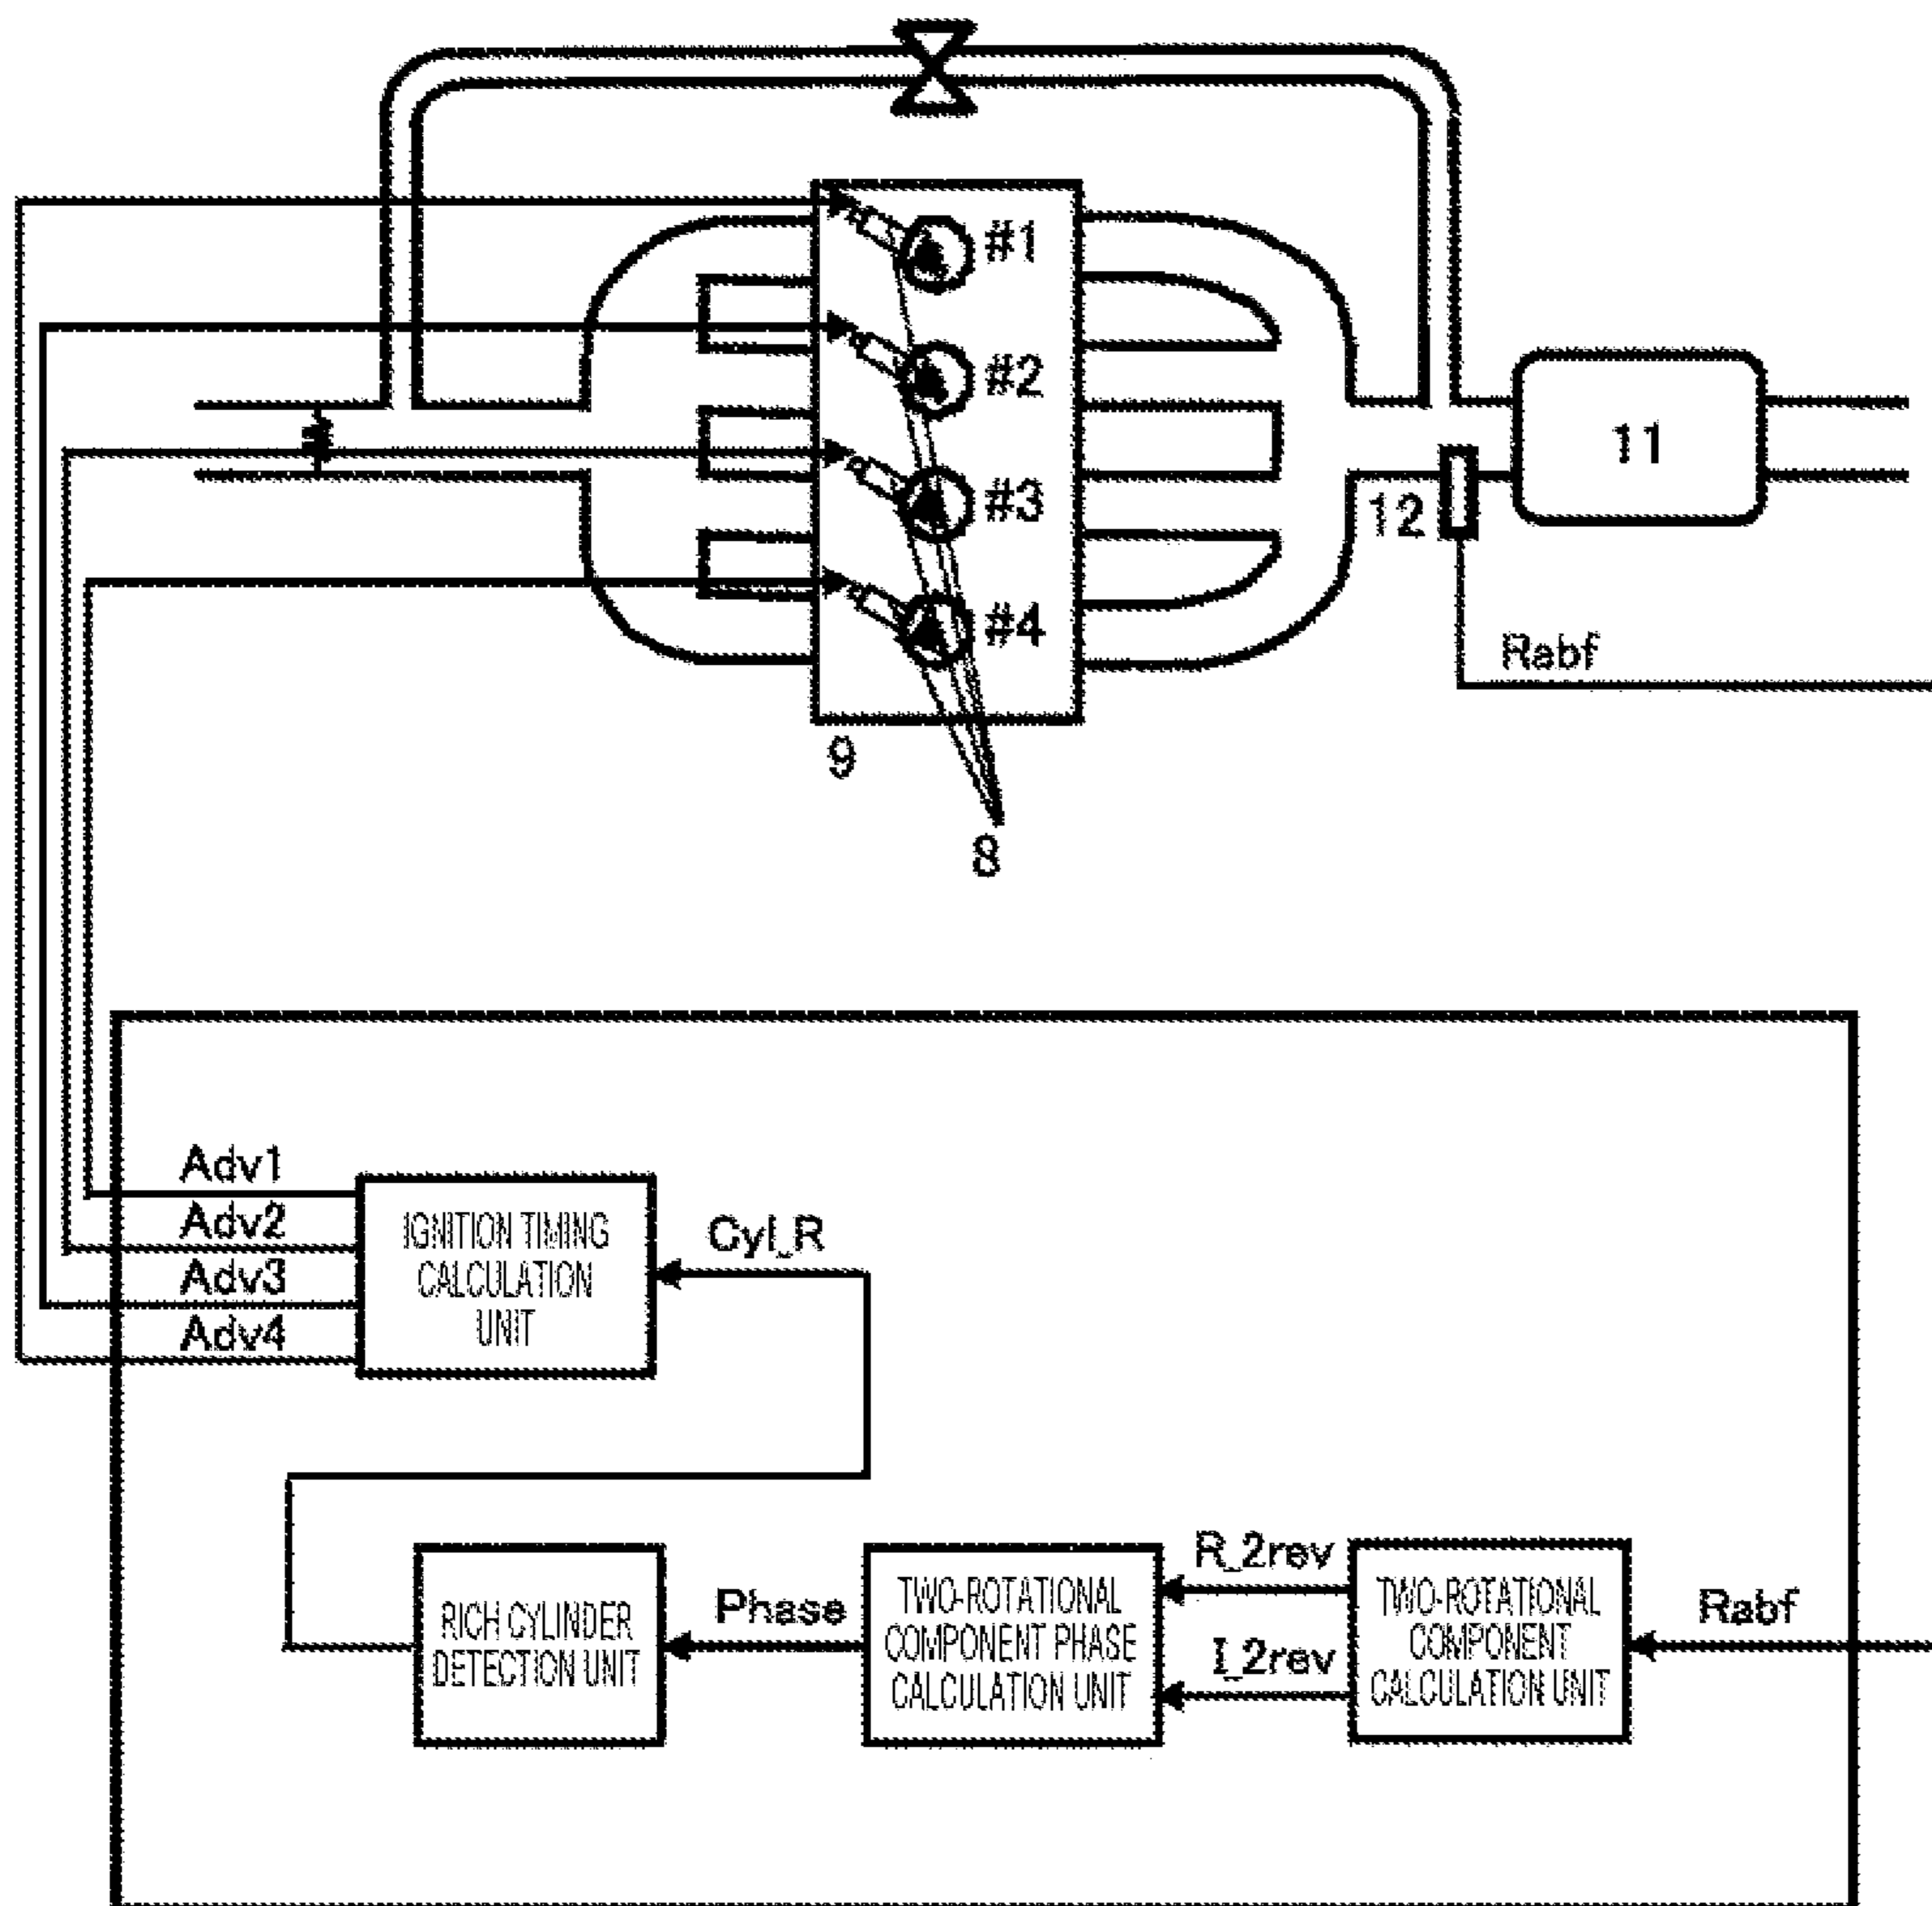 #1
#2
11
#3
12
#4
Rabf
9
8
Adv1
Adv2
Adv3
Adv4
IGNITION TIMING
CALCULATION
UNIT
Cyl_R
RICH CYLINDER
DETECTION UNIT
Phase
TWO-ROTATIONAL
COMPONENT PHASE
CALCULATION UNIT
R_2rev
I_2rev
TWO-ROTATIONAL
COMPONENT
CALCULATION UNIT
Rabf